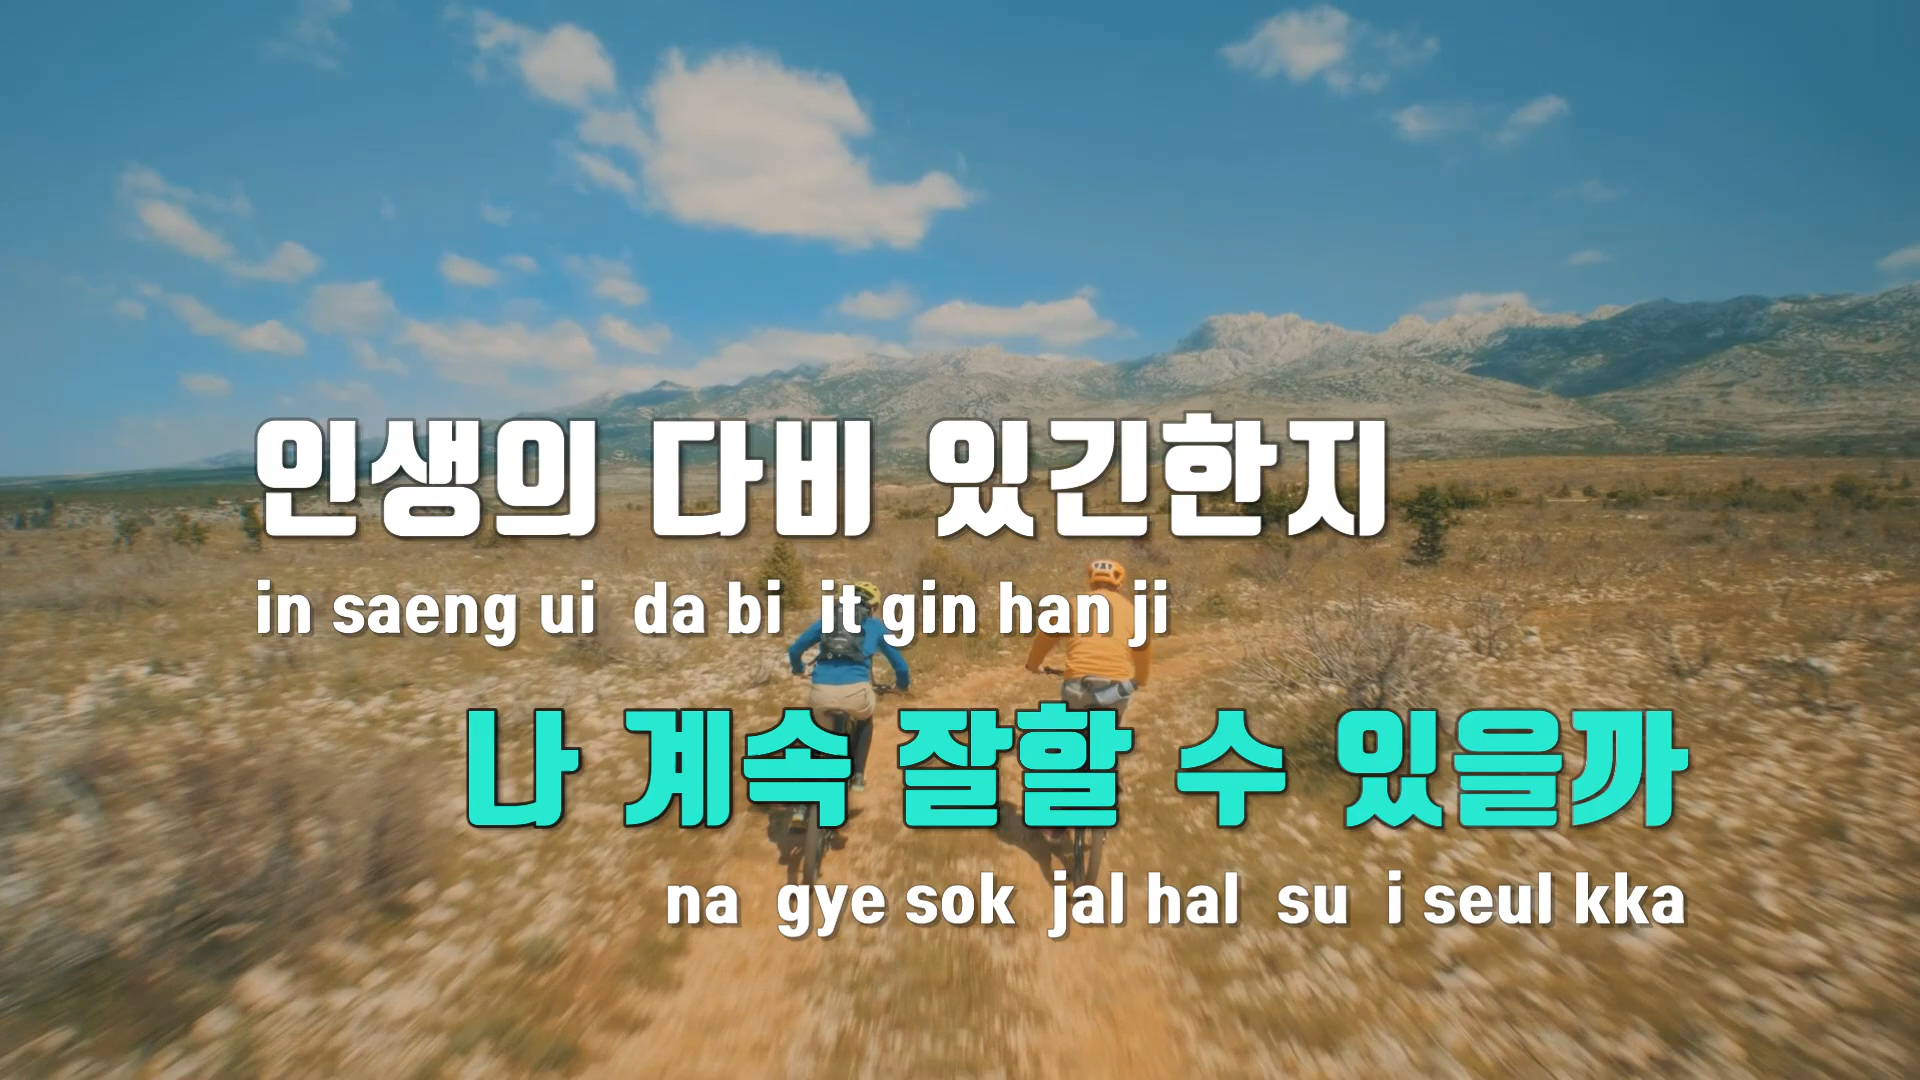 인생의 다비 있긴한지
in saeng ui da bi it gin han ji
나 계속 잘할 수 있을까
na gye sok jal hal su i seul kka